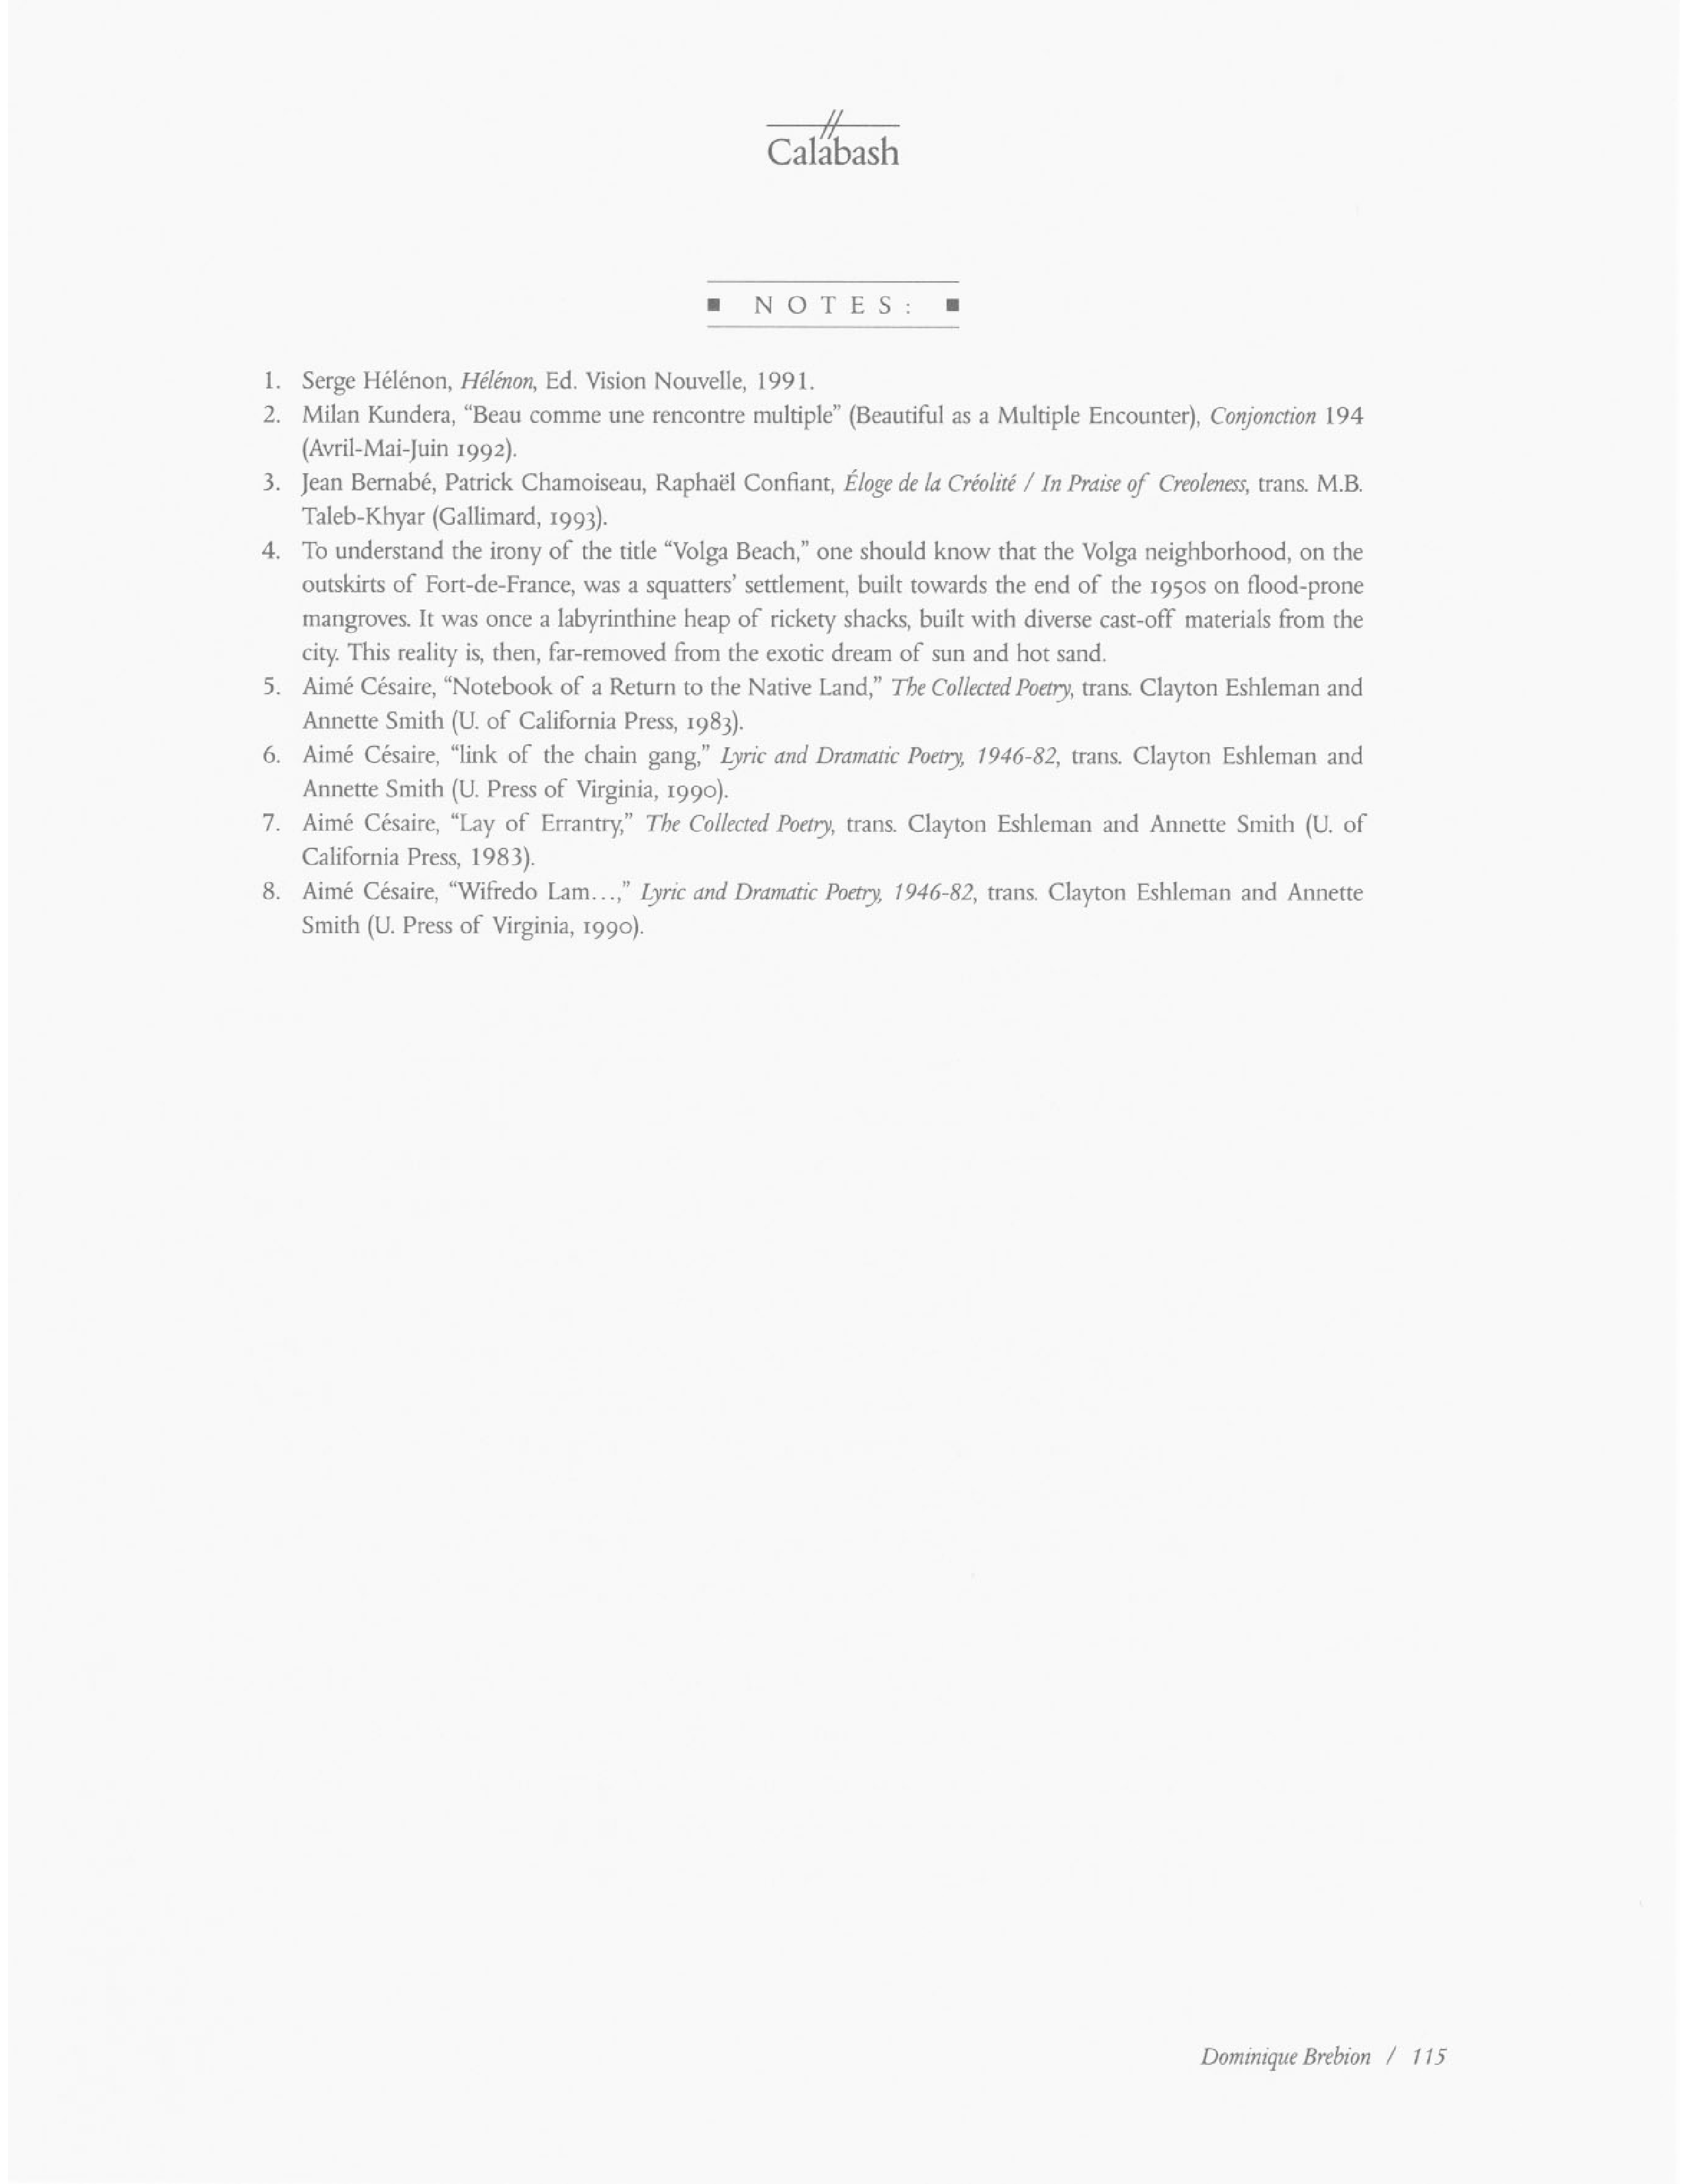 Calabash
NOTES:
1. Serge Hélénon, Hélénon, Ed. Vision Nouvelle, 1991.
2. Milan Kundera, “Beau comme une rencontre multiple” (Beautiful as a Multiple Encounter), Conjonction 194
(Avril-Mai-Juin 1992).
3. Jean Bernabé, Patrick Chamoiseau, Raphaël Confiant, Éloge de la Créolité / In Praise of Creoleness, trans. M.B.
Taleb-Khyar (Gallimard, 1993).
4. To understand the irony of the title “Volga Beach,” one should know that the Volga neighborhood, on the
outskirts of Fort-de-France, was a squatters’ settlement, built towards the end of the 1950s on flood-prone
mangroves. It was once a labyrinthine heap of rickety shacks, built with diverse cast-off materials from the
city. This reality is, then, far-removed from the exotic dream of sun and hot sand.
5. Aimé Césaire, “Notebook of a Return to the Native Land,” The Collected Poetry, trans. Clayton Eshleman and
Annette Smith (U. of California Press, 1983).
6. Aimé Césaire, “link of the chain gang,” Lyric and Dramatic Poetry, 1946-82, trans. Clayton Eshleman and
Annette Smith (U. Press of Virginia, 1990).
7. Aimé Césaire, “Lay of Errantry,” The Collected Poetry, trans. Clayton Eshleman and Annette Smith (U. of
California Press, 1983).
8. Aimé Césaire, “Wifredo Lam...,” Lyric and Dramatic Poetry, 1946-82, trans. Clayton Eshleman and Annette
Smith (U. Press of Virginia, 1990).
Dominique Brebion / 115